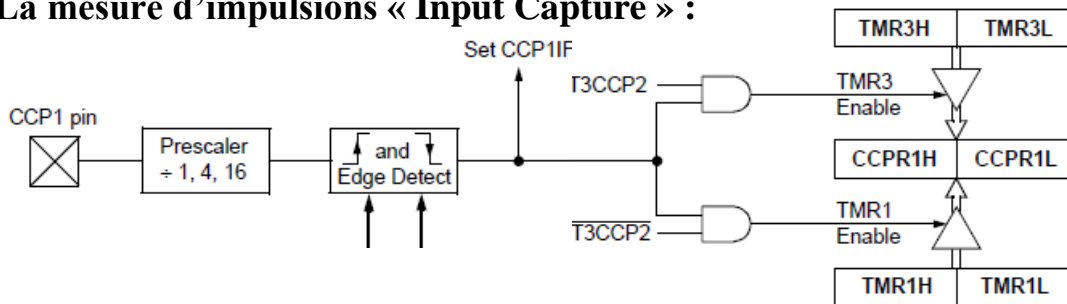 La mesure d’impulsions « Input Capture » :
TMR3H TMR3L
Set CCP1IF
T3CCP2
TMR3
Enable
CCP1 pin
Prescaler
÷ 1, 4, 16
and
Edge Detect
CCPR1H CCPR1L
T3CCP2
TMR1
Enable
TMR1H TMR1L